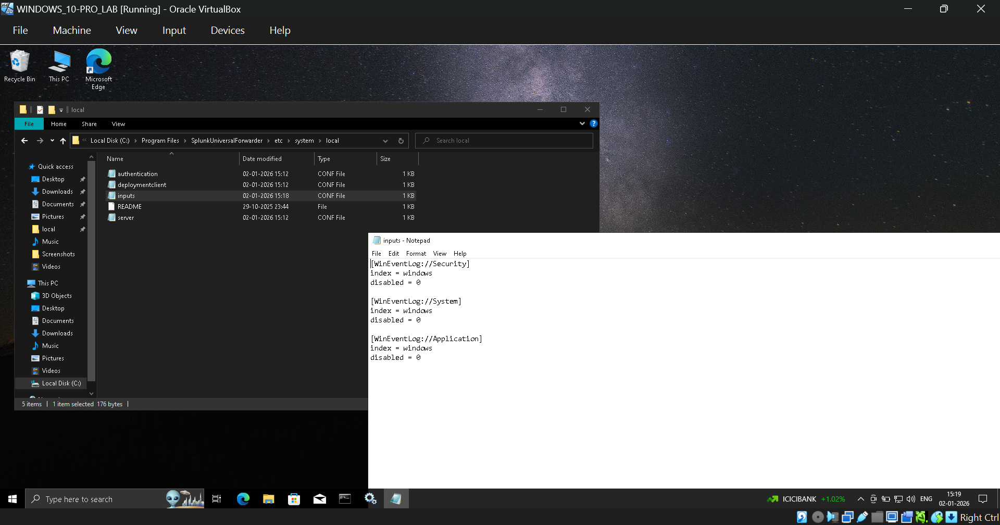 WINDOWS_10-PRO_LAB [Running] - Oracle VirtualBox
File Machine View Input Devices Help
Recycle Bin
This PC
Microsoft Edge
local
File Home Share View
« Local Disk (C:) › Program Files › SplunkUniversalForwarder › etc › system › local
Search local
Quick access
Desktop
Downloads
Documents
Pictures
local
Music
Screenshots
Videos
This PC
3D Objects
Desktop
Documents
Downloads
Music
Pictures
Videos
Local Disk (C:)
Name Date modified Type Size
authentication 02-01-2026 15:12 CONF File 1 KB
deploymentclient 02-01-2026 15:12 CONF File 1 KB
inputs 02-01-2026 15:18 CONF File 1 KB
README 29-10-2025 23:44 File 1 KB
server 02-01-2026 15:12 CONF File 1 KB
5 items 1 item selected 176 bytes
inputs - Notepad
File Edit Format View Help
[WinEventLog://Security]
index = windows
disabled = 0
[WinEventLog://System]
index = windows
disabled = 0
[WinEventLog://Application]
index = windows
disabled = 0
Type here to search
ICICIBANK +1.02%
ENG
15:19
02-01-2026
Right Ctrl